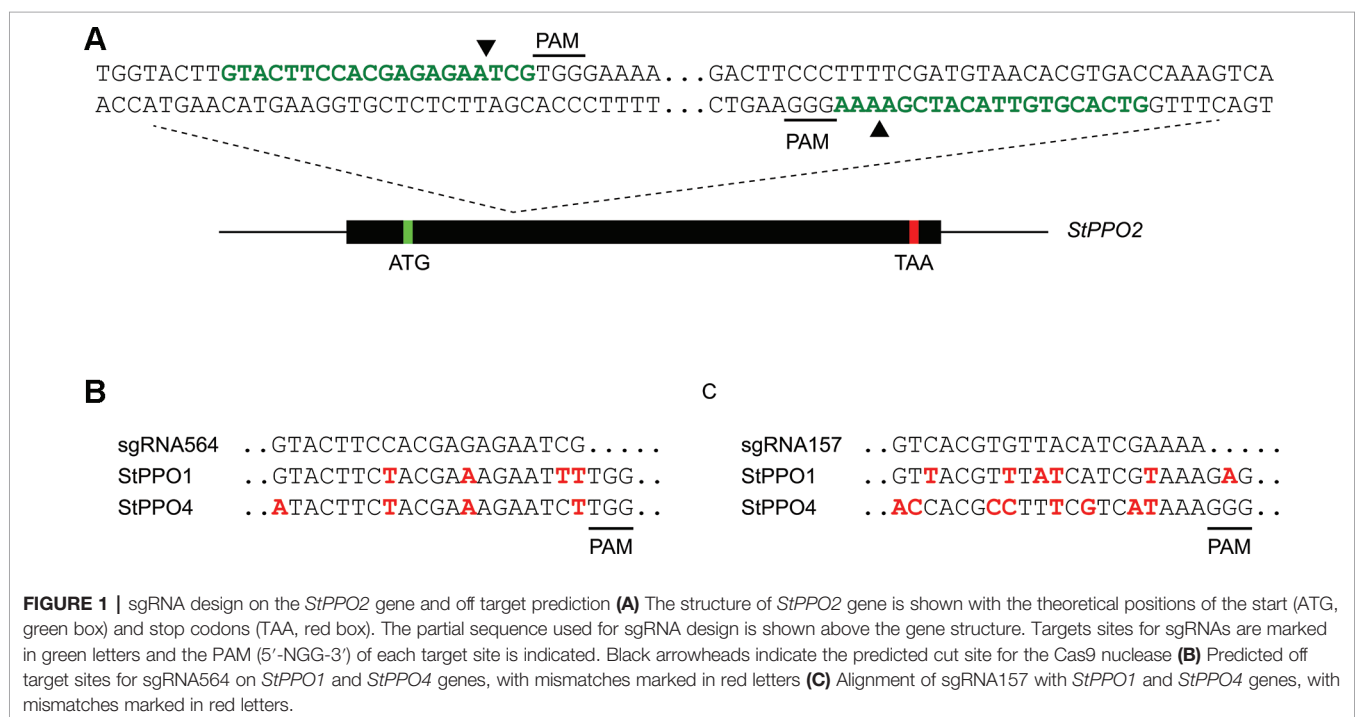 A
PAM
TGGTACTTGTACTTCCACGAGAGAATCGTGGGAAAA...GACTTCCCTTTTCGATGTAACACGTGACCAAAGTCA
ACCATGAACATGAAGGTGCTCTCTTAGCACCCTTTT...CTGAAGGGAAAAGCTACATTGTGCACTGGTTTCAGT
PAM
StPPO2
ATG
TAA
B
sgRNA564 ..GTACTTCCACGAGAGAATCG.....
StPPO1 ..GTACTTCTACGAAAGAATTTTGG..
StPPO4 ..ATACTTCTACGAAAGAATCTTGG..
PAM
C
sgRNA157 ..GTCACGTGTTACATCGAAAA.....
StPPO1 ..GTTACGTTTATCATCGTAAAGAG..
StPPO4 ..ACCACGCCTTTCGTCATAAAGGG..
PAM
FIGURE 1 | sgRNA design on the StPPO2 gene and off target prediction (A) The structure of StPPO2 gene is shown with the theoretical positions of the start (ATG,
green box) and stop codons (TAA, red box). The partial sequence used for sgRNA design is shown above the gene structure. Targets sites for sgRNAs are marked
in green letters and the PAM (5′-NGG-3′) of each target site is indicated. Black arrowheads indicate the predicted cut site for the Cas9 nuclease (B) Predicted off
target sites for sgRNA564 on StPPO1 and StPPO4 genes, with mismatches marked in red letters (C) Alignment of sgRNA157 with StPPO1 and StPPO4 genes, with
mismatches marked in red letters.